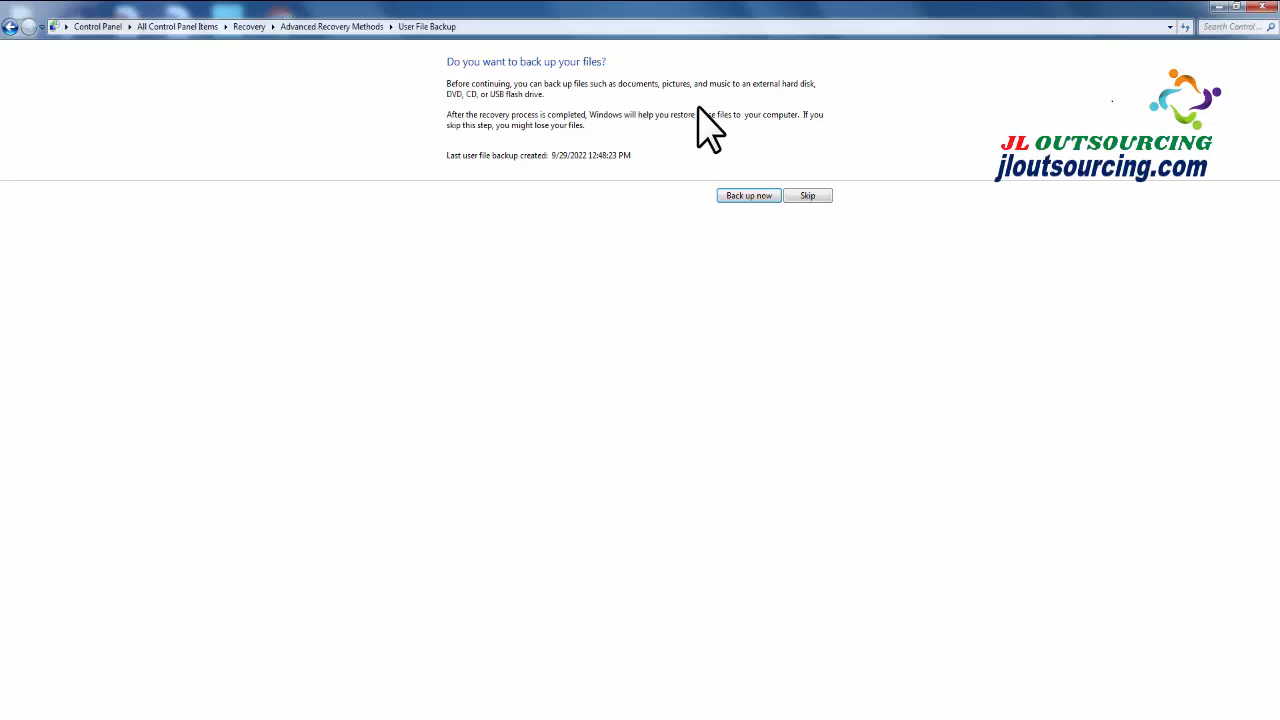 Control Panel All Control Panel Items Recovery Advanced Recovery Methods User File Backup Search Control ...
Do you want to back up your files?
Before continuing, you can back up files such as documents, pictures, and music to an external hard disk,
DVD, CD, or USB flash drive.
After the recovery process is completed, Windows will help you restore files to your computer. If you
skip this step, you might lose your files.
Last user file backup created: 9/29/2022 12:48:23 PM
Back up now Skip
JL OUTSOURCING
jloutsourcing.com